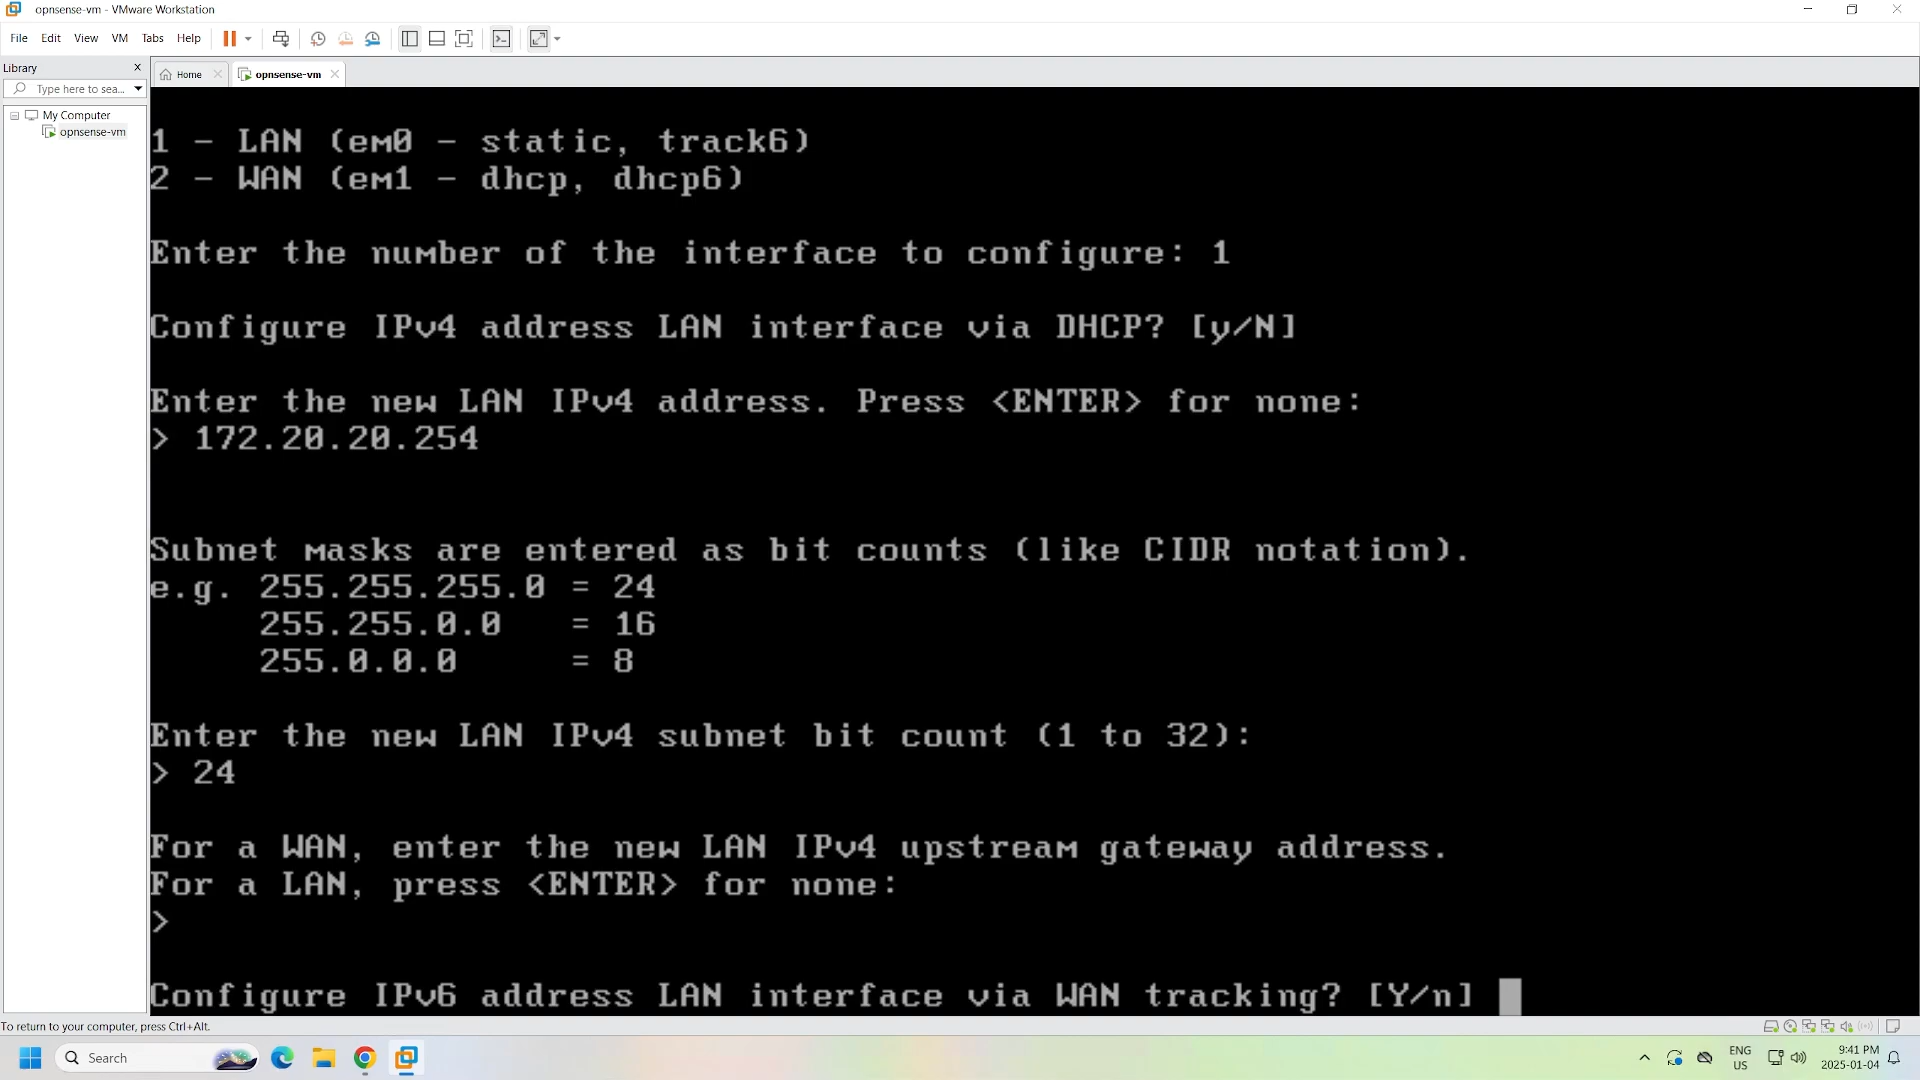 opnsense-vm - VMware Workstation
File Edit View VM Tabs Help
Library
Home
opnsense-vm
Type here to sea...
My Computer
opnsense-vm
1 - LAN (em0 - static, track6)
2 - WAN (em1 - dhcp, dhcp6)
Enter the number of the interface to configure: 1
Configure IPv4 address LAN interface via DHCP? [y/N]
Enter the new LAN IPv4 address. Press <ENTER> for none:
> 172.20.20.254
Subnet masks are entered as bit counts (like CIDR notation).
e.g. 255.255.255.0 = 24
255.255.0.0 = 16
255.0.0.0 = 8
Enter the new LAN IPv4 subnet bit count (1 to 32):
> 24
For a WAN, enter the new LAN IPv4 upstream gateway address.
For a LAN, press <ENTER> for none:
>
Configure IPv6 address LAN interface via WAN tracking? [Y/n]
To return to your computer, press Ctrl+Alt.
Search
ENG
US
9:41 PM
2025-01-04